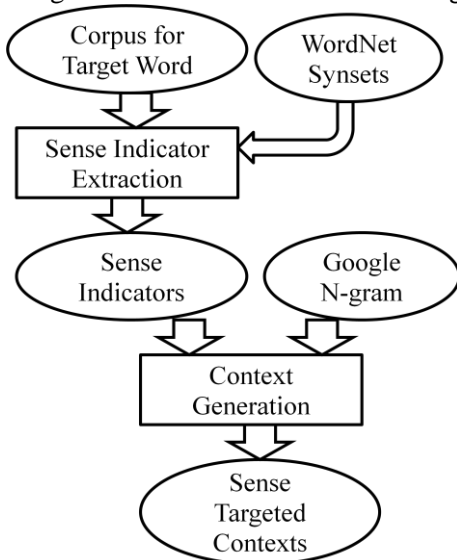 Corpus for
Target Word
WordNet
Synsets
Sense Indicator
Extraction
Sense
Indicators
Google
N-gram
Context
Generation
Sense
Targeted
Contexts